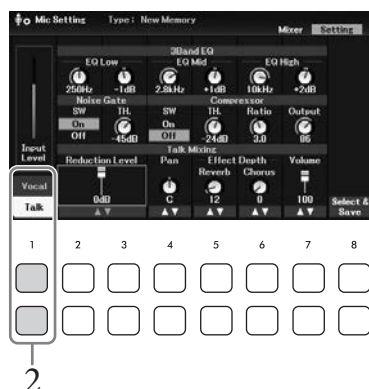 Mic Setting Type: New Memory
Mixer Setting
3Band EQ
EQ Low EQ Mid EQ High
250Hz -1dB 2.8kHz +1dB 10kHz +2dB
Noise Gate Compressor
SW TH. SW TH. Ratio Output
On On
Off -45dB Off -24dB 3.0 86
Input
Level
Talk Mixing
Reduction Level Pan Effect Depth Volume
Reverb Chorus
Vocal
Talk
0dB C 12 0 100
Select &
Save
1 2 3 4 5 6 7 8
2